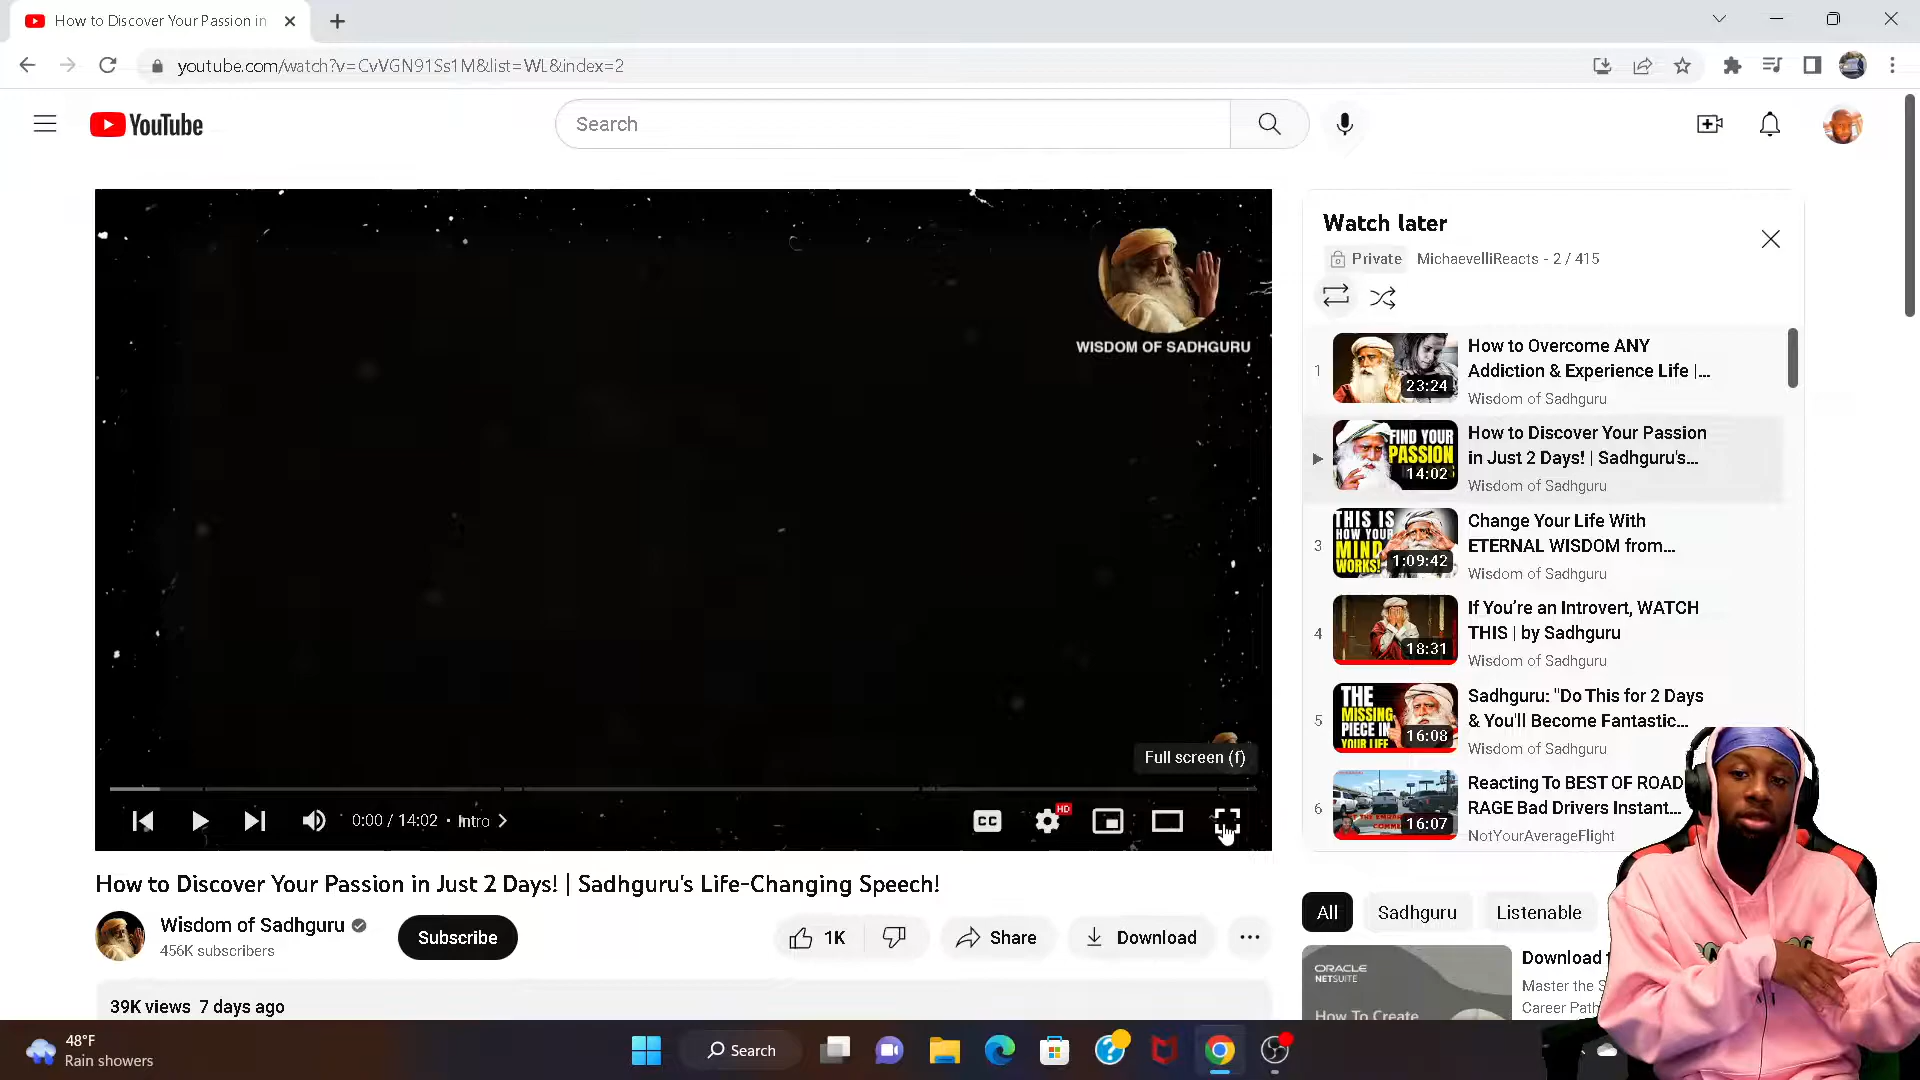 How to Discover Your Passion in
youtube.com/watch?v=CvVGN91Ss1M&list=WL&index=2
YouTube
Search
WISDOM OF SADHGURU
Full screen (f)
0:00 / 14:02 • Intro
CC
HD
How to Discover Your Passion in Just 2 Days! | Sadhguru's Life-Changing Speech!
Wisdom of Sadhguru
456K subscribers
Subscribe
1K
Share
Download
39K views 7 days ago
Watch later
Private
MichaevelliReacts - 2 / 415
1
23:24
How to Overcome ANY
Addiction & Experience Life |...
Wisdom of Sadhguru
FIND YOUR
PASSION
14:02
How to Discover Your Passion
in Just 2 Days! | Sadhguru's...
Wisdom of Sadhguru
3
THIS IS
HOW YOUR
MIND
WORKS!
1:09:42
Change Your Life With
ETERNAL WISDOM from...
Wisdom of Sadhguru
4
18:31
If You’re an Introvert, WATCH
THIS | by Sadhguru
Wisdom of Sadhguru
5
THE
MISSING
PIECE IN
YOUR LIFE
16:08
Sadhguru: "Do This for 2 Days
& You'll Become Fantastic...
Wisdom of Sadhguru
6
16:07
Reacting To BEST OF ROAD
RAGE Bad Drivers Instant...
NotYourAverageFlight
All
Sadhguru
Listenable
ORACLE
NETSUITE
How To Create
Download
Master the
Career Path
48°F
Rain showers
Search